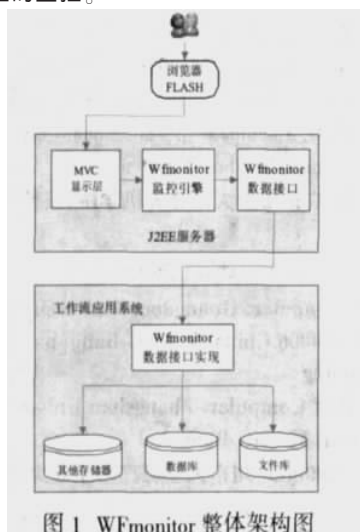 浏览器
FLASH
MVC
显示层
Wfmonitor
监控引擎
Wfmonitor
数据接口
J2EE服务器
工作流应用系统
Wfmonitor
数据接口实现
其他存储器
数据库
文件库
图 1 WFmonitor 整体架构图